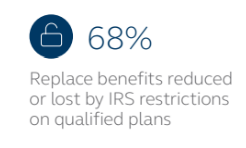 68%
Replace benefits reduced
or lost by IRS restrictions
on qualified plans